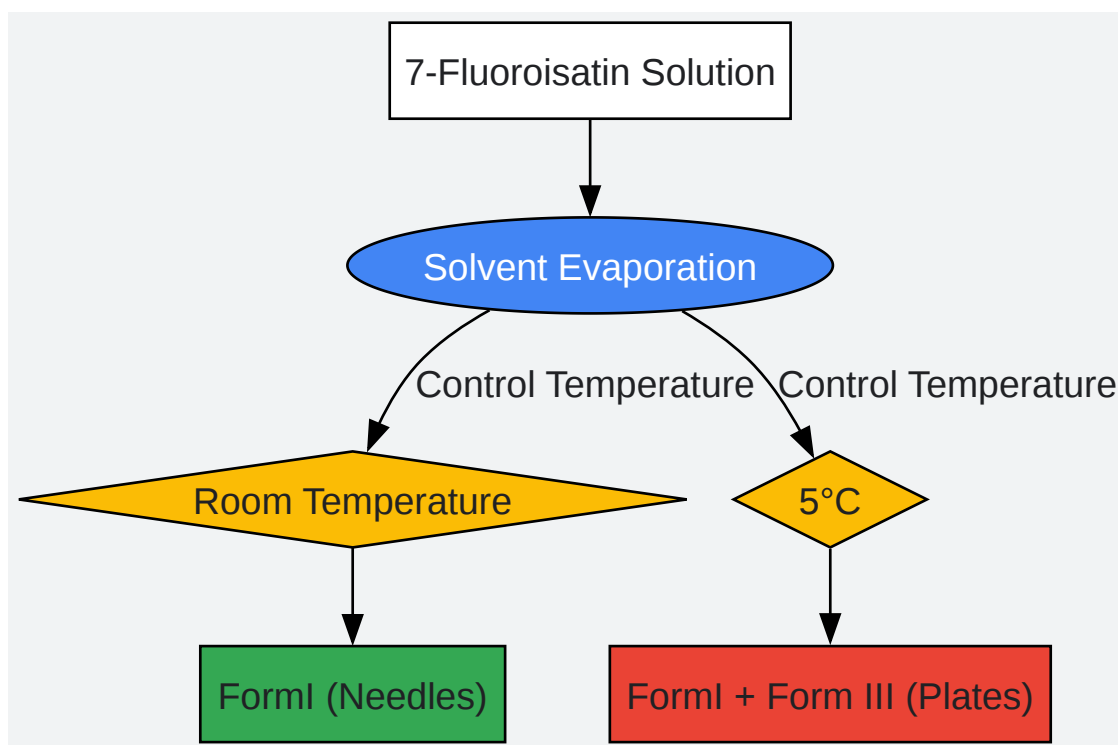 7-Fluoroisatin Solution
Solvent Evaporation
Control Temperature
Control Temperature
Room Temperature
5°C
FormI (Needles)
FormI + Form III (Plates)